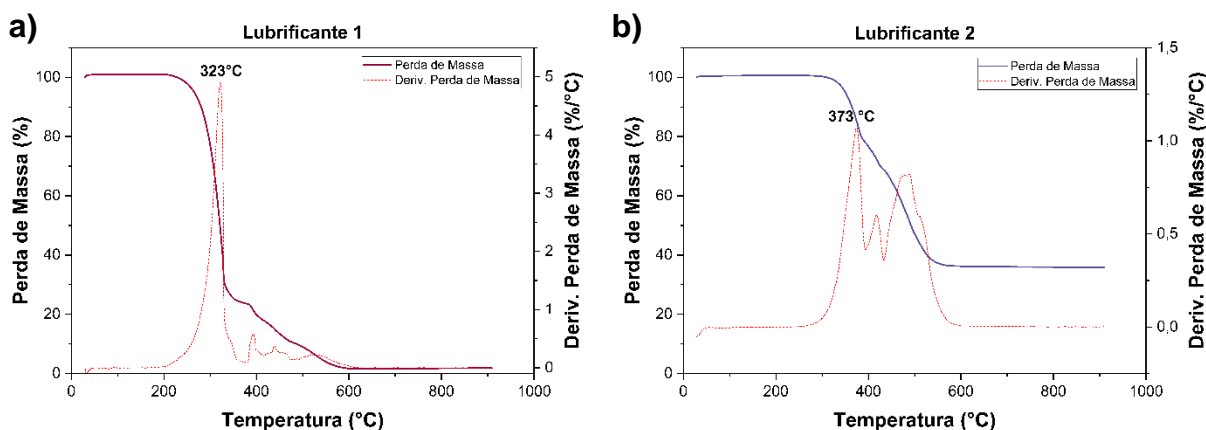 a)
Lubrificante 1
Perda de Massa
Deriv. Perda de Massa
323°C
Perda de Massa (%)
100
80
60
40
20
0
Deriv. Perda de Massa (%/°C)
5
4
3
2
1
0
0 200 400 600 800 1000
Temperatura (°C)
b)
Lubrificante 2
Perda de Massa
Deriv. Perda de Massa
373 °C
Perda de Massa (%)
100
80
60
40
20
0
Deriv. Perda de Massa (%/°C)
1,5
1,0
0,5
0,0
0 200 400 600 800 1000
Temperatura (°C)